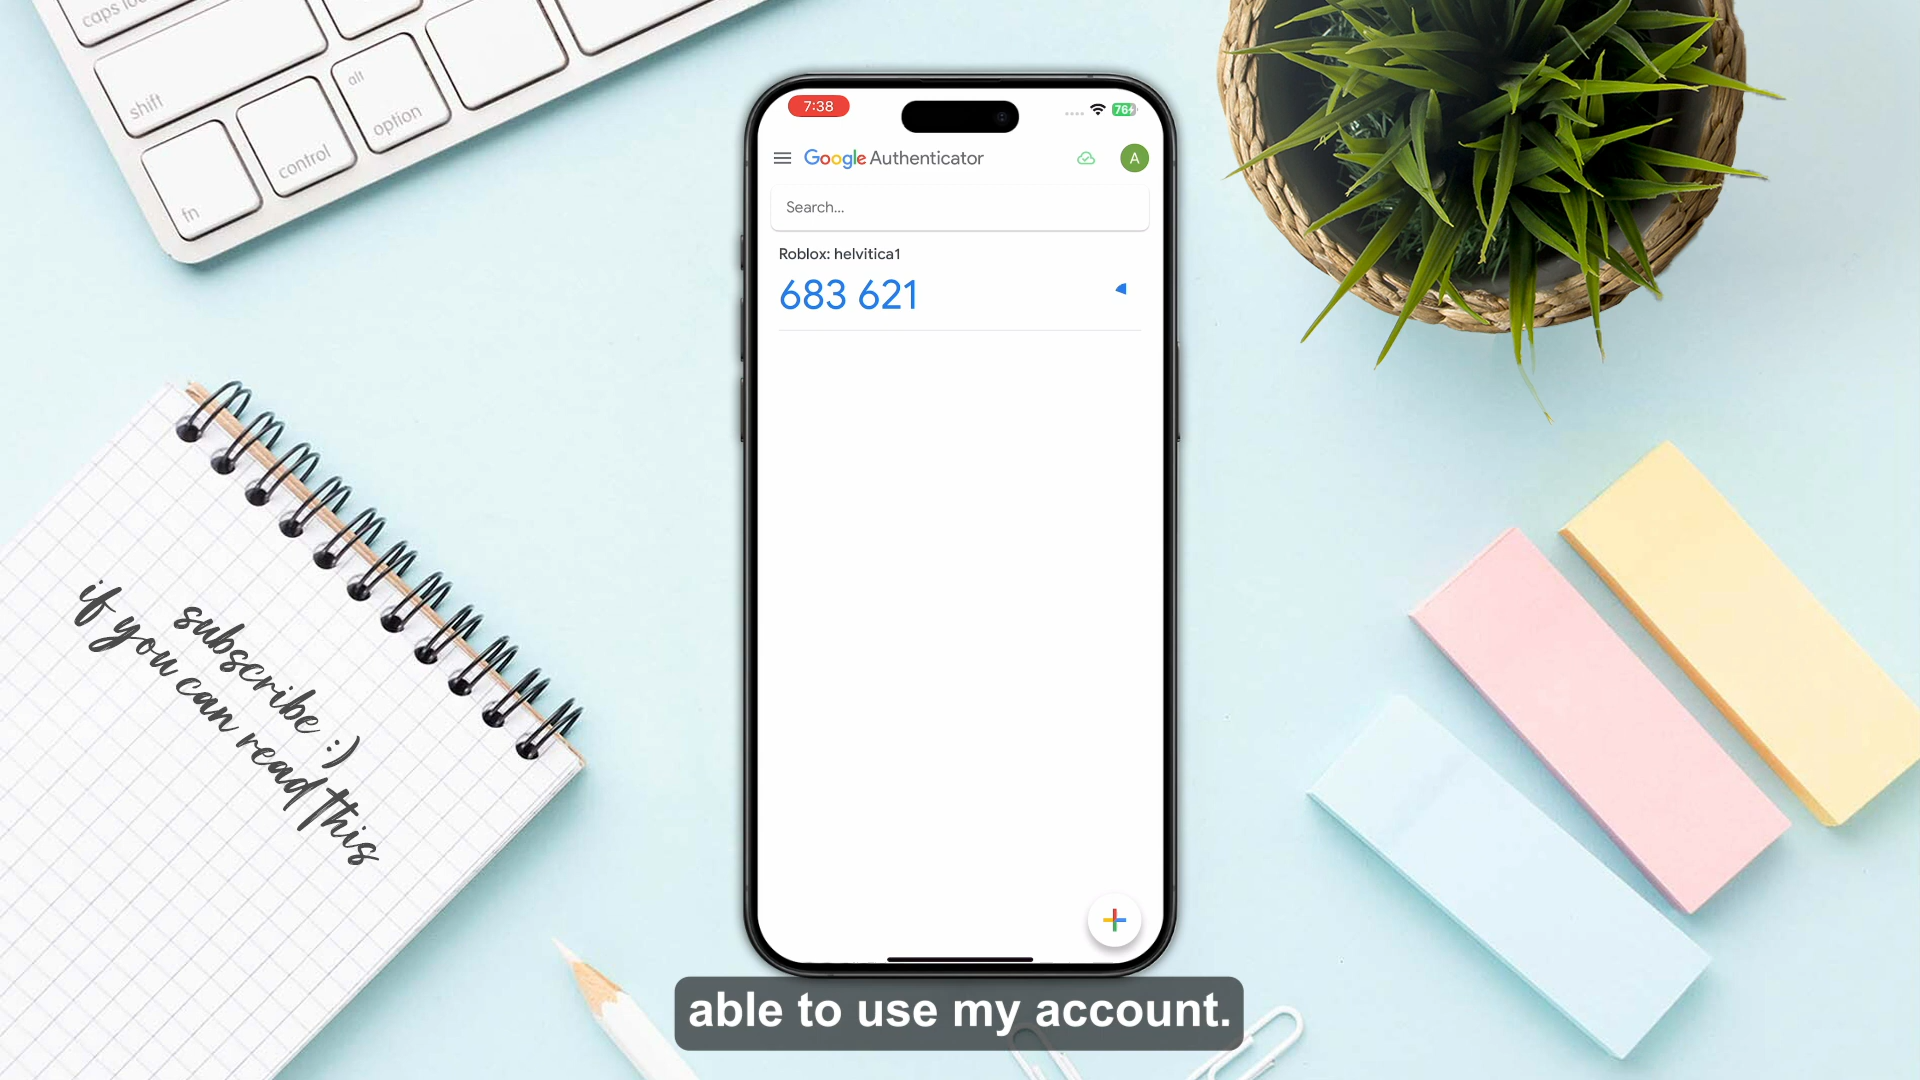 caps lo
shift
alt
option
control
fn
7:38
76
Google Authenticator
A
Search...
Roblox: helvitica1
683 621
subscribe :)
if you can read this
able to use my account.